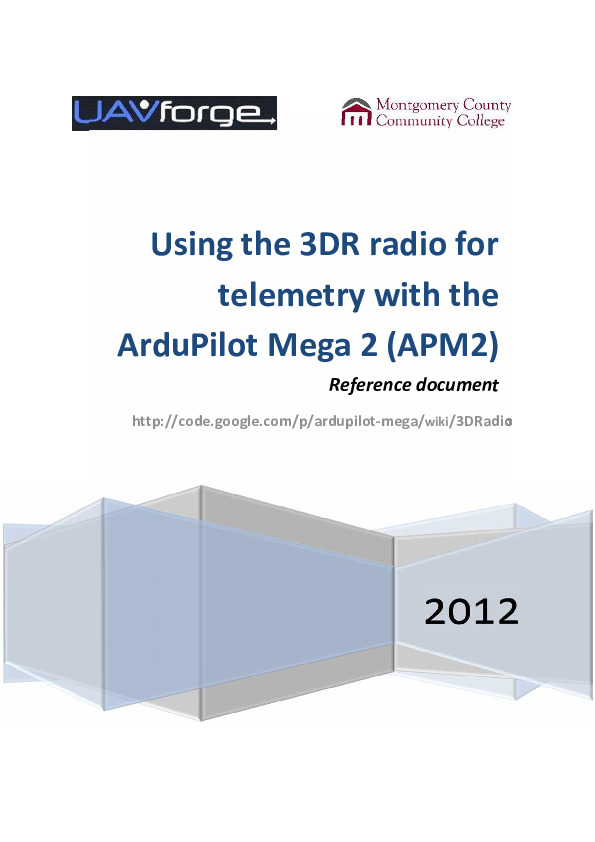 UAVforge
Montgomery County
Community College
Using the 3DR radio for
telemetry with the
ArduPilot Mega 2 (APM2)
Reference document
http://code.google.com/p/ardupilot-mega/wiki/3DRadio
2012